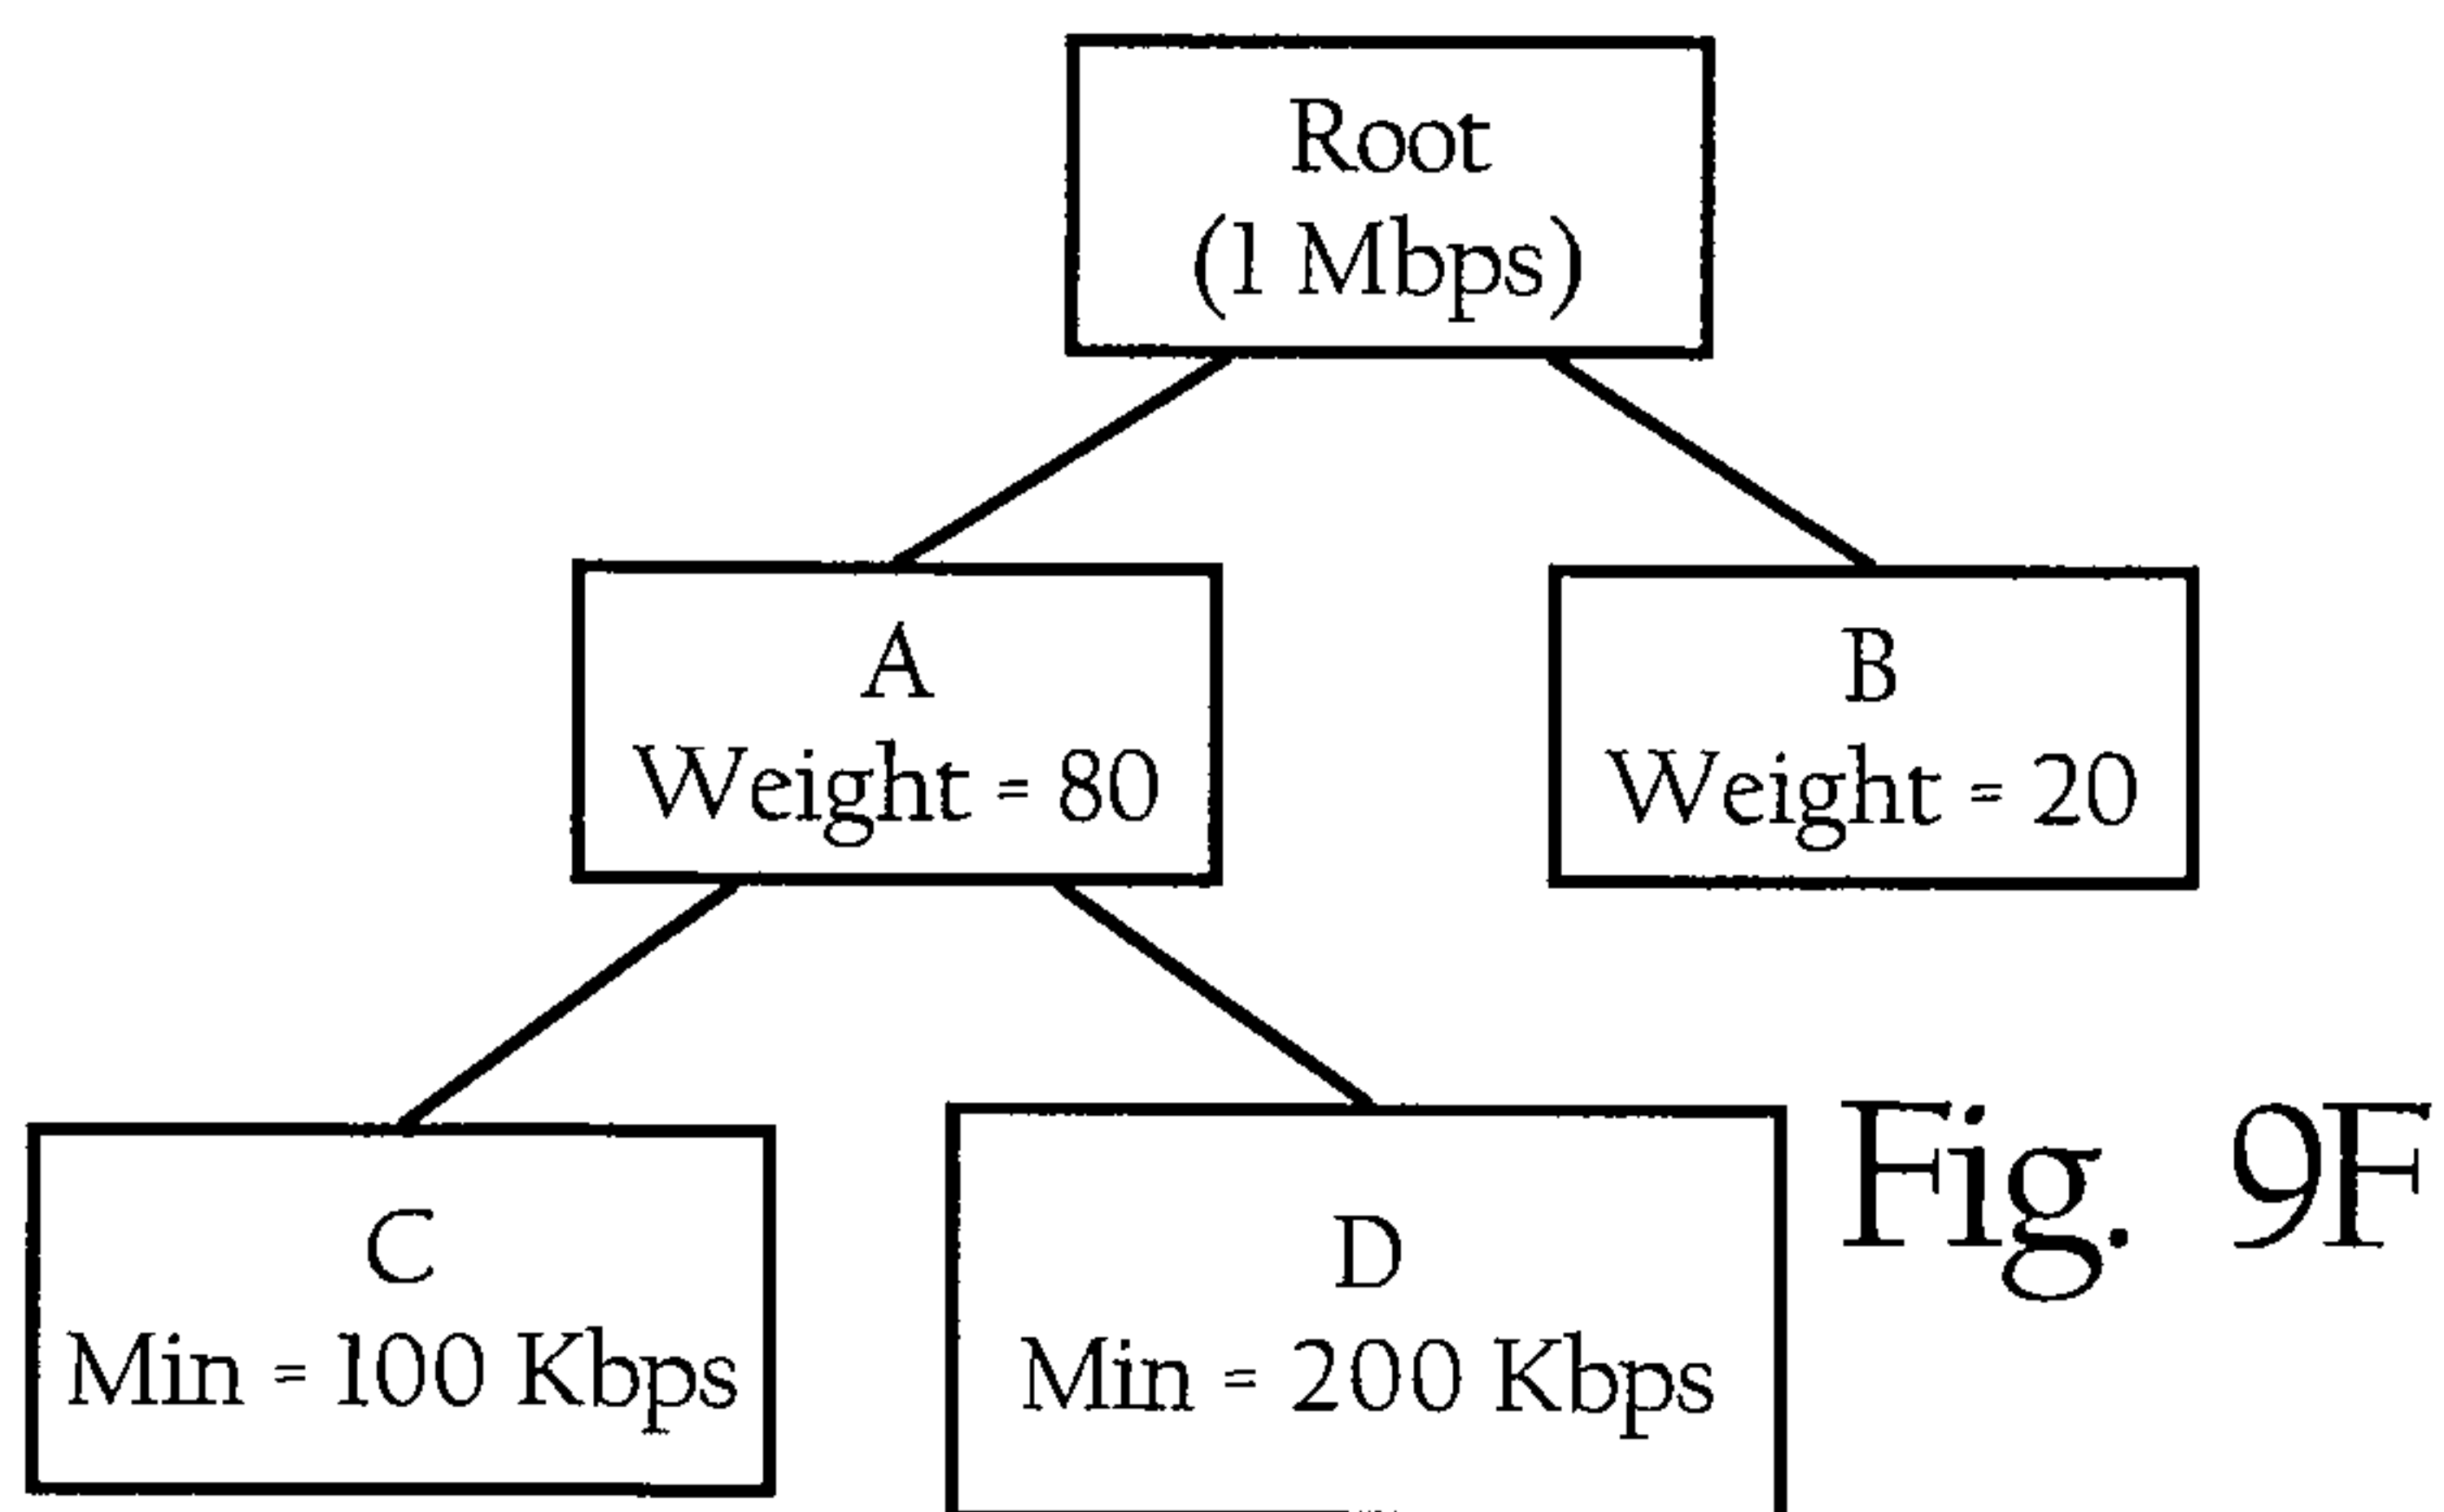 Root
(1 Mbps)
A
Weight = 80
B
Weight = 20
C
Min = 100 Kbps
D
Min = 200 Kbps
Fig. 9F